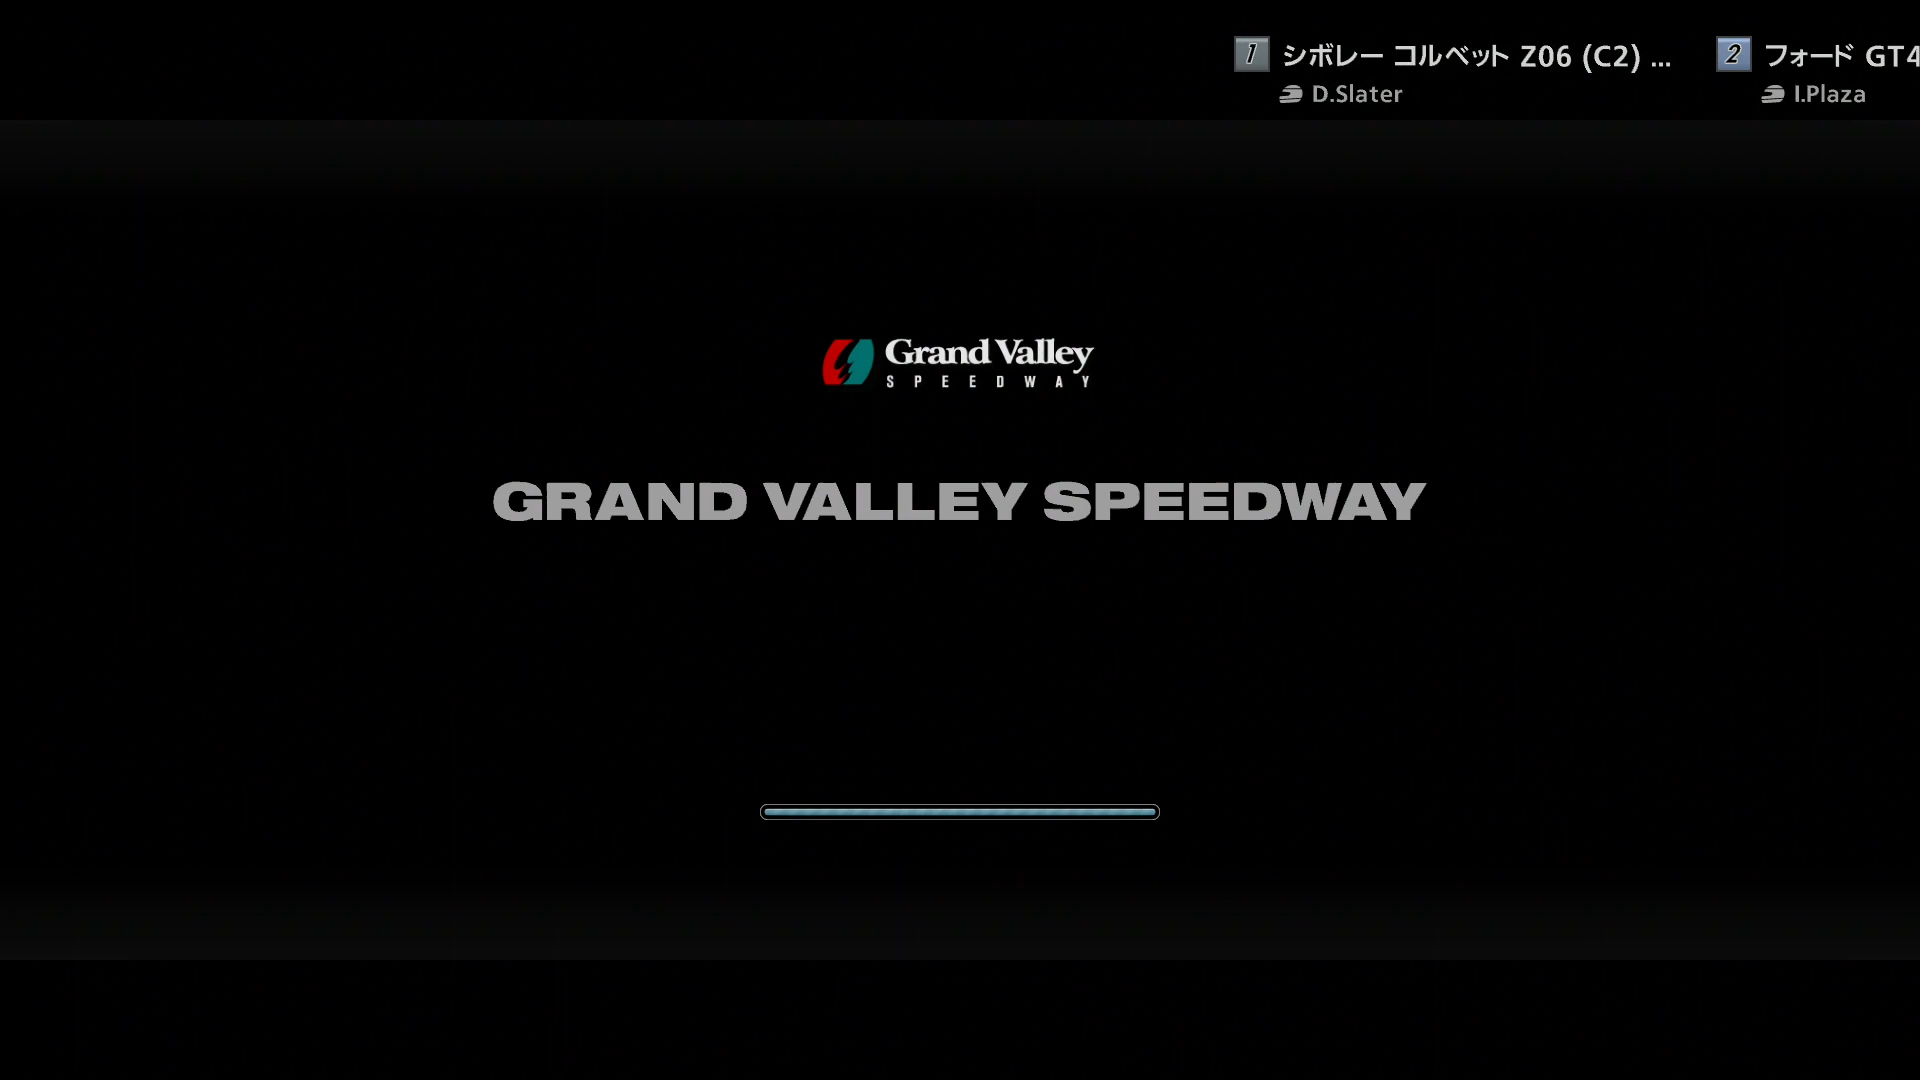 1 シボレー コルベット Z06 (C2) ...
D.Slater
2 フォード GT4
I.Plaza
Grand Valley
SPEEDWAY
GRAND VALLEY SPEEDWAY